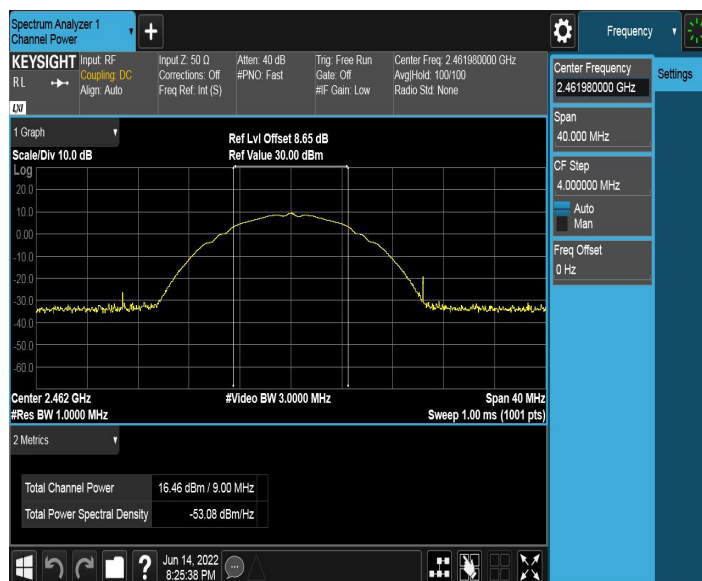 Spectrum Analyzer 1
Channel Power
+
Frequency
KEYSIGHT
RL
LXI
Input: RF
Coupling: DC
Align: Auto
Input Z: 50 Ω
Corrections: Off
Freq Ref: Int (S)
Atten: 40 dB
#PNO: Fast
Trig: Free Run
Gate: Off
#IF Gain: Low
Center Freq: 2.461980000 GHz
Avg|Hold: 100/100
Radio Std: None
Center Frequency
2.461980000 GHz
Settings
Span
40.000 MHz
CF Step
4.000000 MHz
Auto
Man
Freq Offset
0 Hz
1 Graph
Scale/Div 10.0 dB
Ref Lvl Offset 8.65 dB
Ref Value 30.00 dBm
Log
20.0
10.0
0.00
-10.0
-20.0
-30.0
-40.0
-50.0
-60.0
Center 2.462 GHz
#Video BW 3.0000 MHz
Span 40 MHz
#Res BW 1.0000 MHz
Sweep 1.00 ms (1001 pts)
2 Metrics
Total Channel Power 16.46 dBm / 9.00 MHz
Total Power Spectral Density -53.08 dBm/Hz
?
Jun 14, 2022
8:25:38 PM